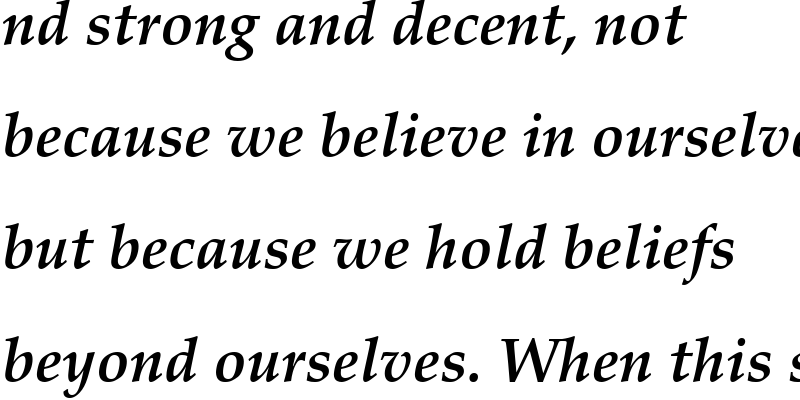 nd strong and decent, not
because we believe in ourselve
but because we hold beliefs
beyond ourselves. When this s